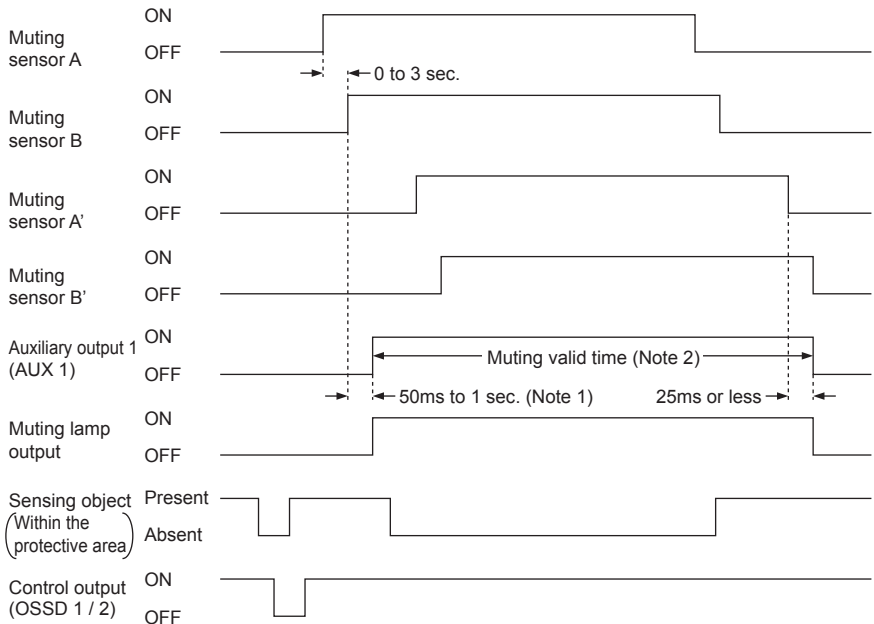 ON
Muting
sensor A
OFF
0 to 3 sec.
ON
Muting
sensor B
OFF
ON
Muting
sensor A’
OFF
ON
Muting
sensor B’
OFF
Auxiliary output 1
(AUX 1)
ON
Muting valid time (Note 2)
OFF
50ms to 1 sec. (Note 1)
25ms or less
Muting lamp
output
ON
OFF
Sensing object
(Within the
protective area)
Present
Absent
Control output
(OSSD 1 / 2)
ON
OFF